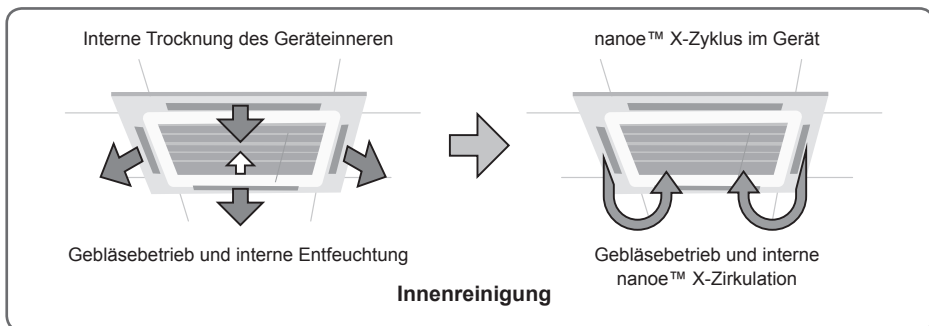 Interne Trocknung des Geräteinneren
Gebläsebetrieb und interne Entfeuchtung
nanoe™ X-Zyklus im Gerät
Gebläsebetrieb und interne
nanoe™ X-Zirkulation
Innenreinigung